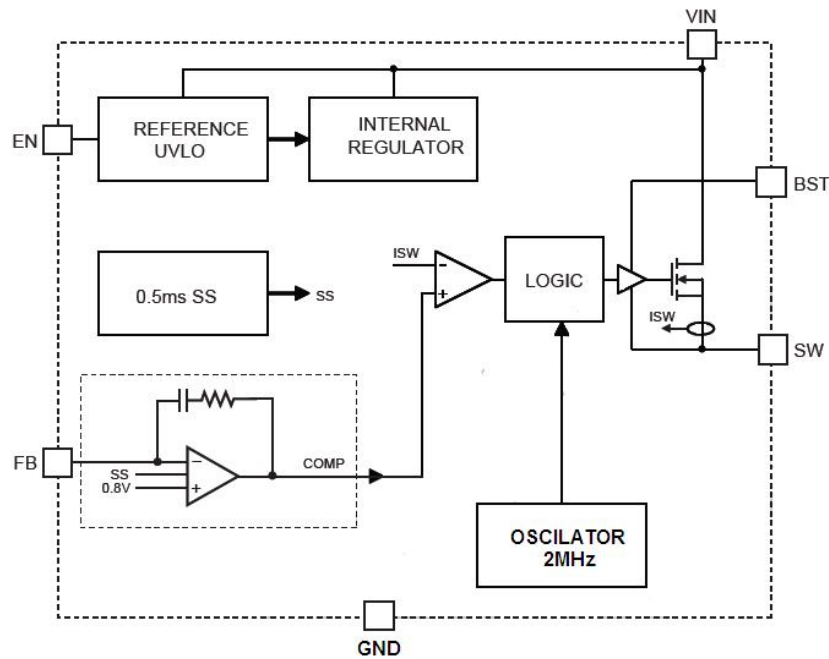 VIN
EN
REFERENCE
UVLO
INTERNAL
REGULATOR
BST
ISW
0.5ms SS
SS
LOGIC
ISW
SW
FB
SS
0.8V
COMP
OSCILATOR
2MHz
GND